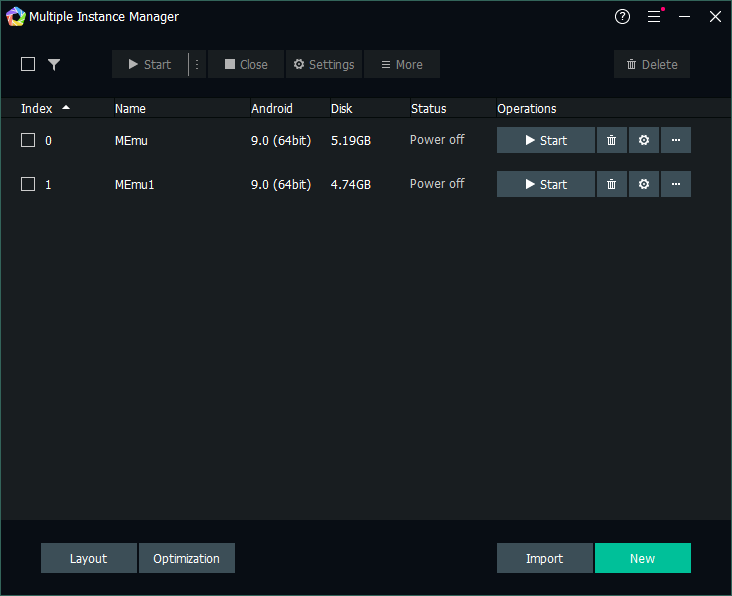 Multiple Instance Manager
Start Close Settings More Delete
Index Name Android Disk Status Operations
0 MEmu 9.0 (64bit) 5.19GB Power off Start
1 MEmu1 9.0 (64bit) 4.74GB Power off Start
Layout Optimization Import New